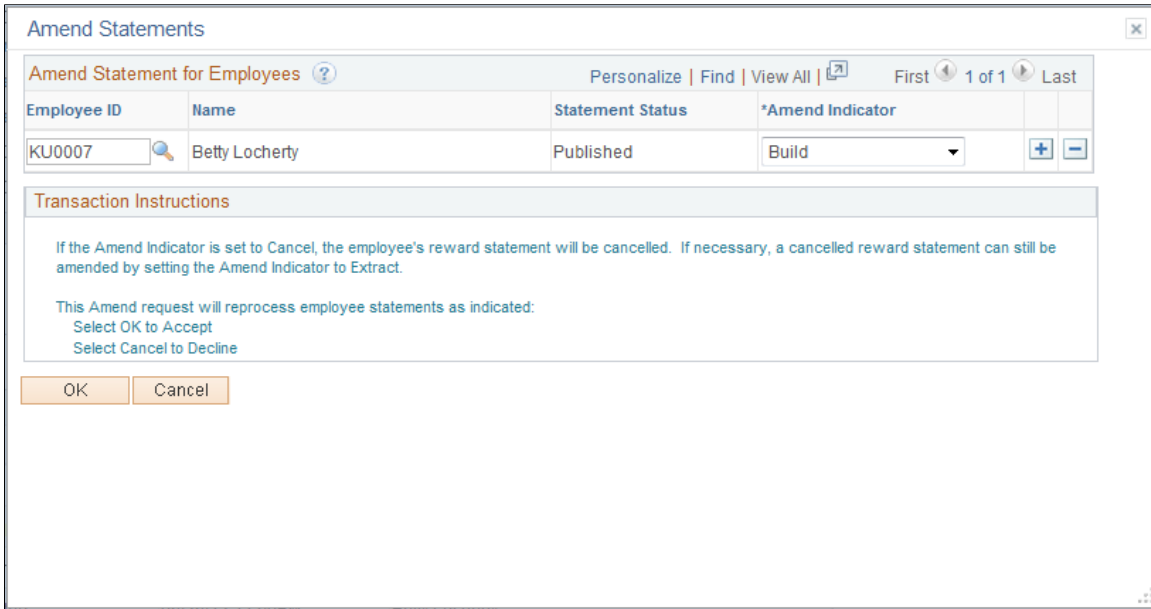 Amend Statements
Amend Statement for Employees ? Personalize | Find | View All | First 1 of 1 Last
Employee ID Name Statement Status *Amend Indicator
KU0007 Betty Locherty Published Build + -
Transaction Instructions
If the Amend Indicator is set to Cancel, the employee's reward statement will be cancelled. If necessary, a cancelled reward statement can still be
amended by setting the Amend Indicator to Extract.
This Amend request will reprocess employee statements as indicated:
Select OK to Accept
Select Cancel to Decline
OK Cancel